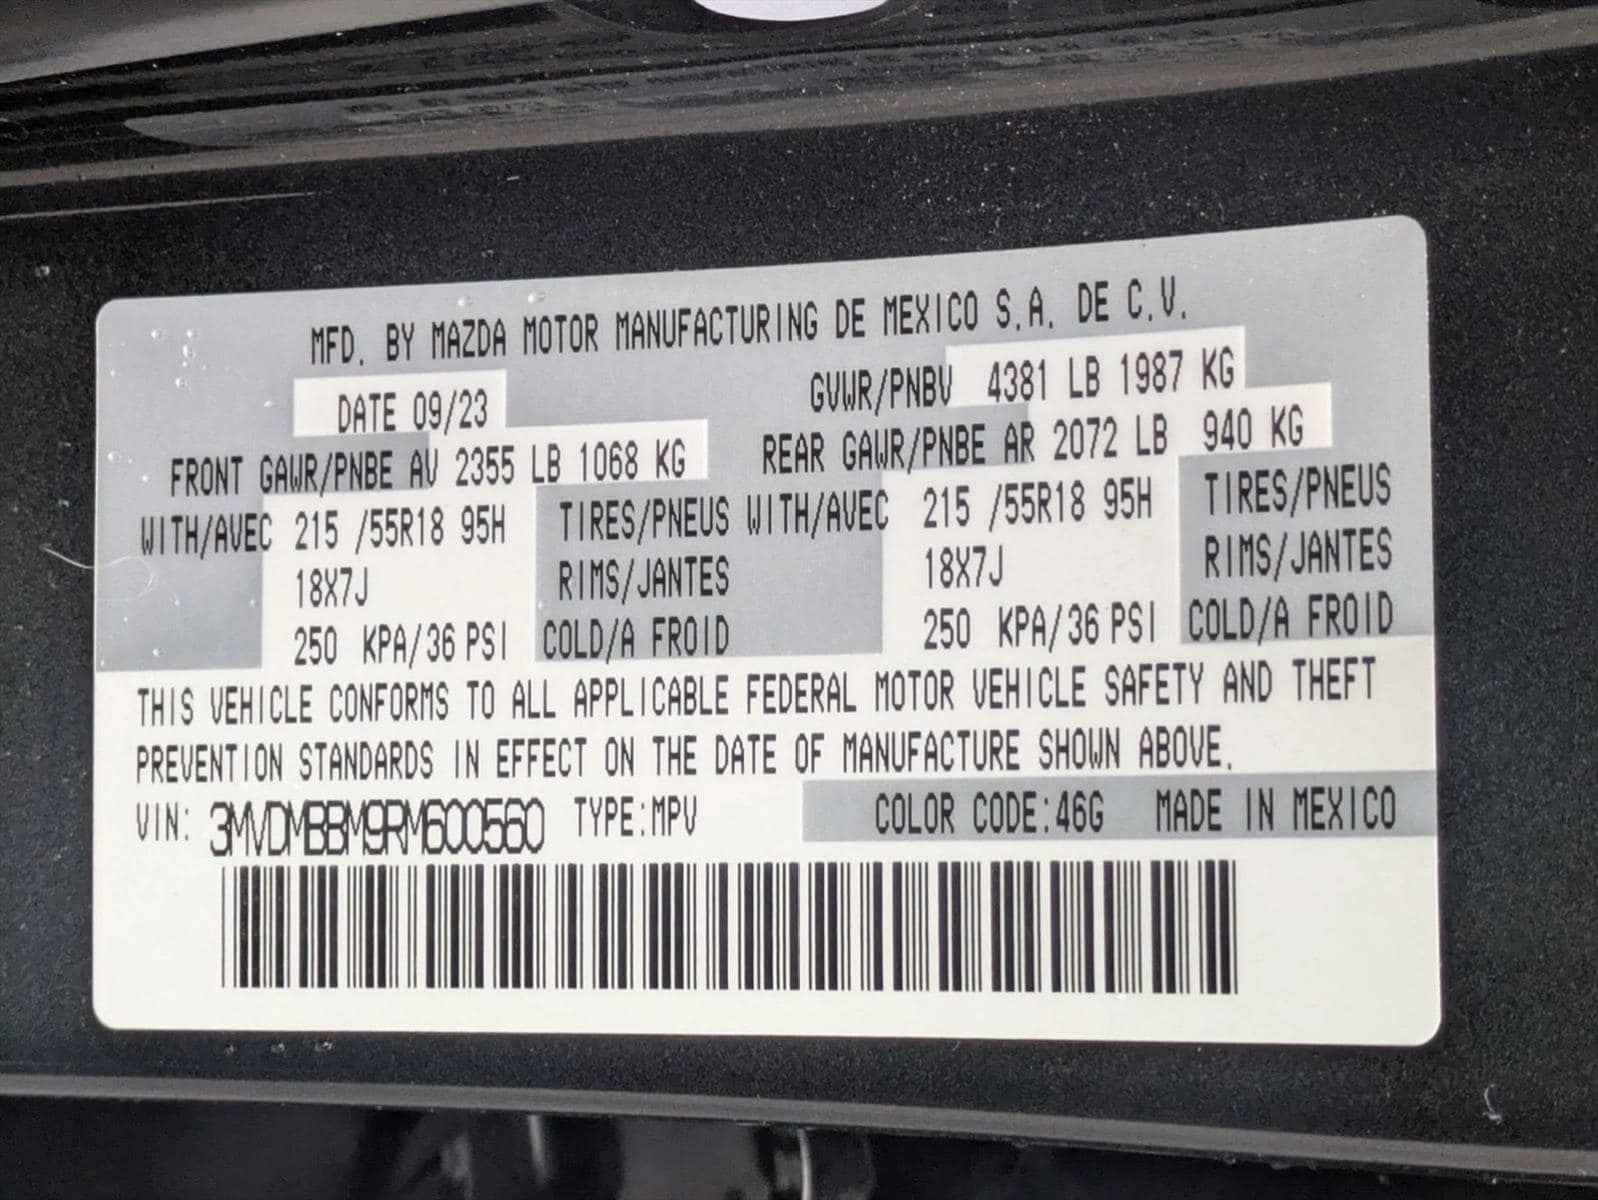 MFD. BY MAZDA MOTOR MANUFACTURING DE MEXICO S.A. DE C.V.
DATE 09/23 GVWR/PNBV 4381 LB 1987 KG
FRONT GAWR/PNBE AV 2355 LB 1068 KG REAR GAWR/PNBE AR 2072 LB 940 KG
WITH/AVEC 215 /55R18 95H TIRES/PNEUS WITH/AVEC 215 /55R18 95H TIRES/PNEUS
18X7J RIMS/JANTES 18X7J RIMS/JANTES
250 KPA/36 PSI COLD/A FROID 250 KPA/36 PSI COLD/A FROID
THIS VEHICLE CONFORMS TO ALL APPLICABLE FEDERAL MOTOR VEHICLE SAFETY AND THEFT
PREVENTION STANDARDS IN EFFECT ON THE DATE OF MANUFACTURE SHOWN ABOVE.
VIN: 3MVDMBBM9RM600560 TYPE:MPV COLOR CODE:46G MADE IN MEXICO